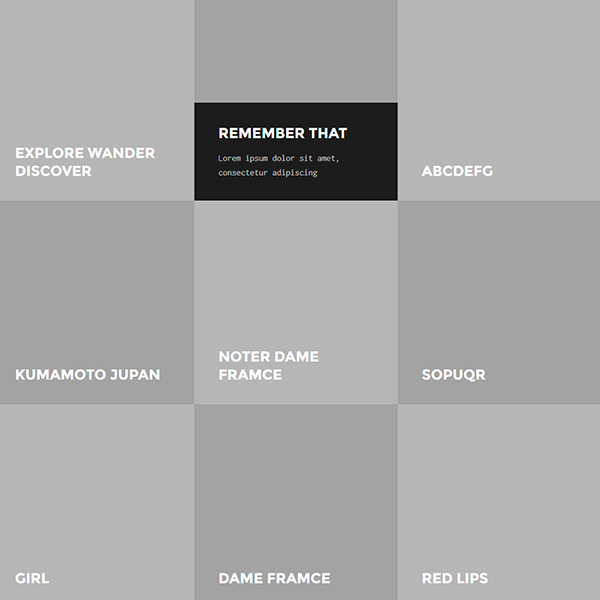 EXPLORE WANDER
DISCOVER
REMEMBER THAT
Lorem ipsum dolor sit amet,
consectetur adipiscing
ABCDEFG
KUMAMOTO JUPAN
NOTER DAME
FRAMCE
SOPUQR
GIRL
DAME FRAMCE
RED LIPS